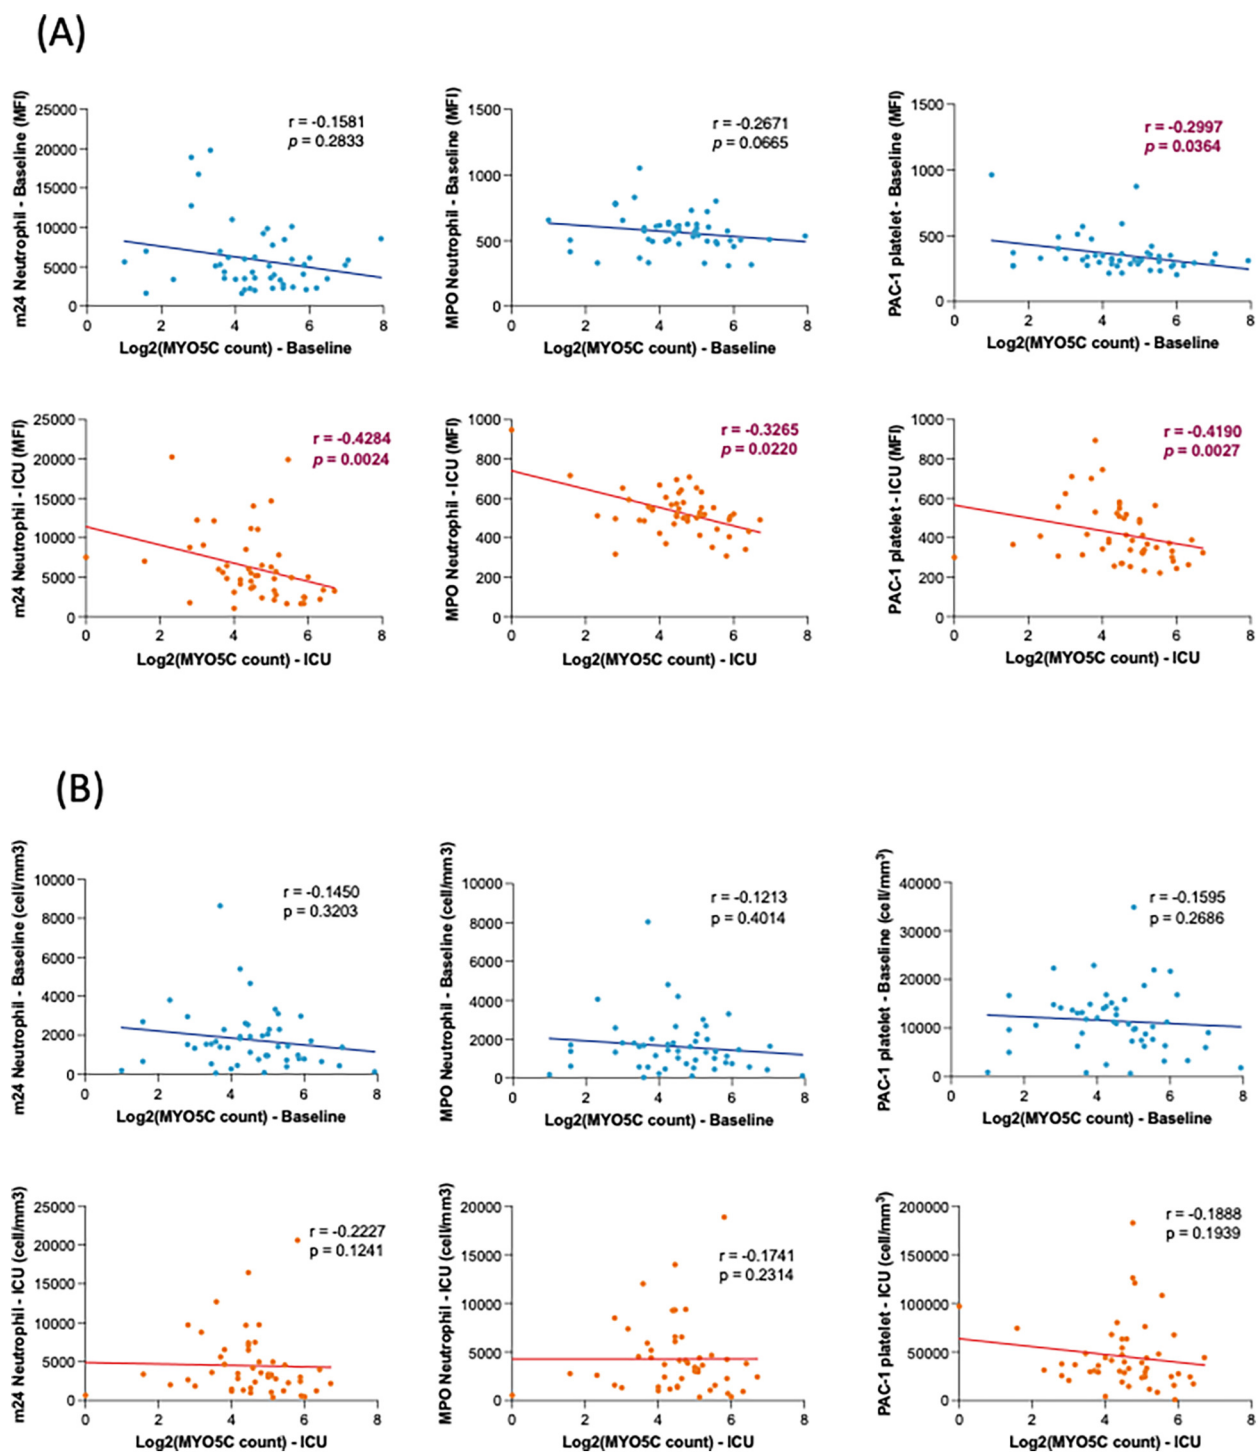 (A)
m24 Neutrophil - Baseline (MFI)
25000
20000
15000
10000
5000
0
0 2 4 6 8
r = -0.1581
p = 0.2833
Log2(MYO5C count) - Baseline
MPO Neutrophil - Baseline (MFI)
1500
1000
500
0
0 2 4 6 8
r = -0.2671
p = 0.0665
Log2(MYO5C count) - Baseline
PAC-1 platelet - Baseline (MFI)
1500
1000
500
0
0 2 4 6 8
r = -0.2997
p = 0.0364
Log2(MYO5C count) - Baseline
m24 Neutrophil - ICU (MFI)
25000
20000
15000
10000
5000
0
0 2 4 6 8
r = -0.4284
p = 0.0024
Log2(MYO5C count) - ICU
MPO Neutrophil - ICU (MFI)
1000
800
600
400
200
0
0 2 4 6 8
r = -0.3265
p = 0.0220
Log2(MYO5C count) - ICU
PAC-1 platelet - ICU (MFI)
1000
800
600
400
200
0
0 2 4 6 8
r = -0.4190
p = 0.0027
Log2(MYO5C count) - ICU
(B)
m24 Neutrophil - Baseline (cell/mm3)
10000
8000
6000
4000
2000
0
0 2 4 6 8
r = -0.1450
p = 0.3203
Log2(MYO5C count) - Baseline
MPO Neutrophil - Baseline (cell/mm3)
10000
8000
6000
4000
2000
0
0 2 4 6 8
r = -0.1213
p = 0.4014
Log2(MYO5C count) - Baseline
PAC-1 platelet - Baseline (cell/mm³)
40000
30000
20000
10000
0
0 2 4 6 8
r = -0.1595
p = 0.2686
Log2(MYO5C count) - Baseline
m24 Neutrophil - ICU (cell/mm3)
25000
20000
15000
10000
5000
0
0 2 4 6 8
r = -0.2227
p = 0.1241
Log2(MYO5C count) - ICU
MPO Neutrophil - ICU (cell/mm3)
20000
15000
10000
5000
0
0 2 4 6 8
r = -0.1741
p = 0.2314
Log2(MYO5C count) - ICU
PAC-1 platelet - ICU (cell/mm³)
200000
150000
100000
50000
0
0 2 4 6 8
r = -0.1888
p = 0.1939
Log2(MYO5C count) - ICU